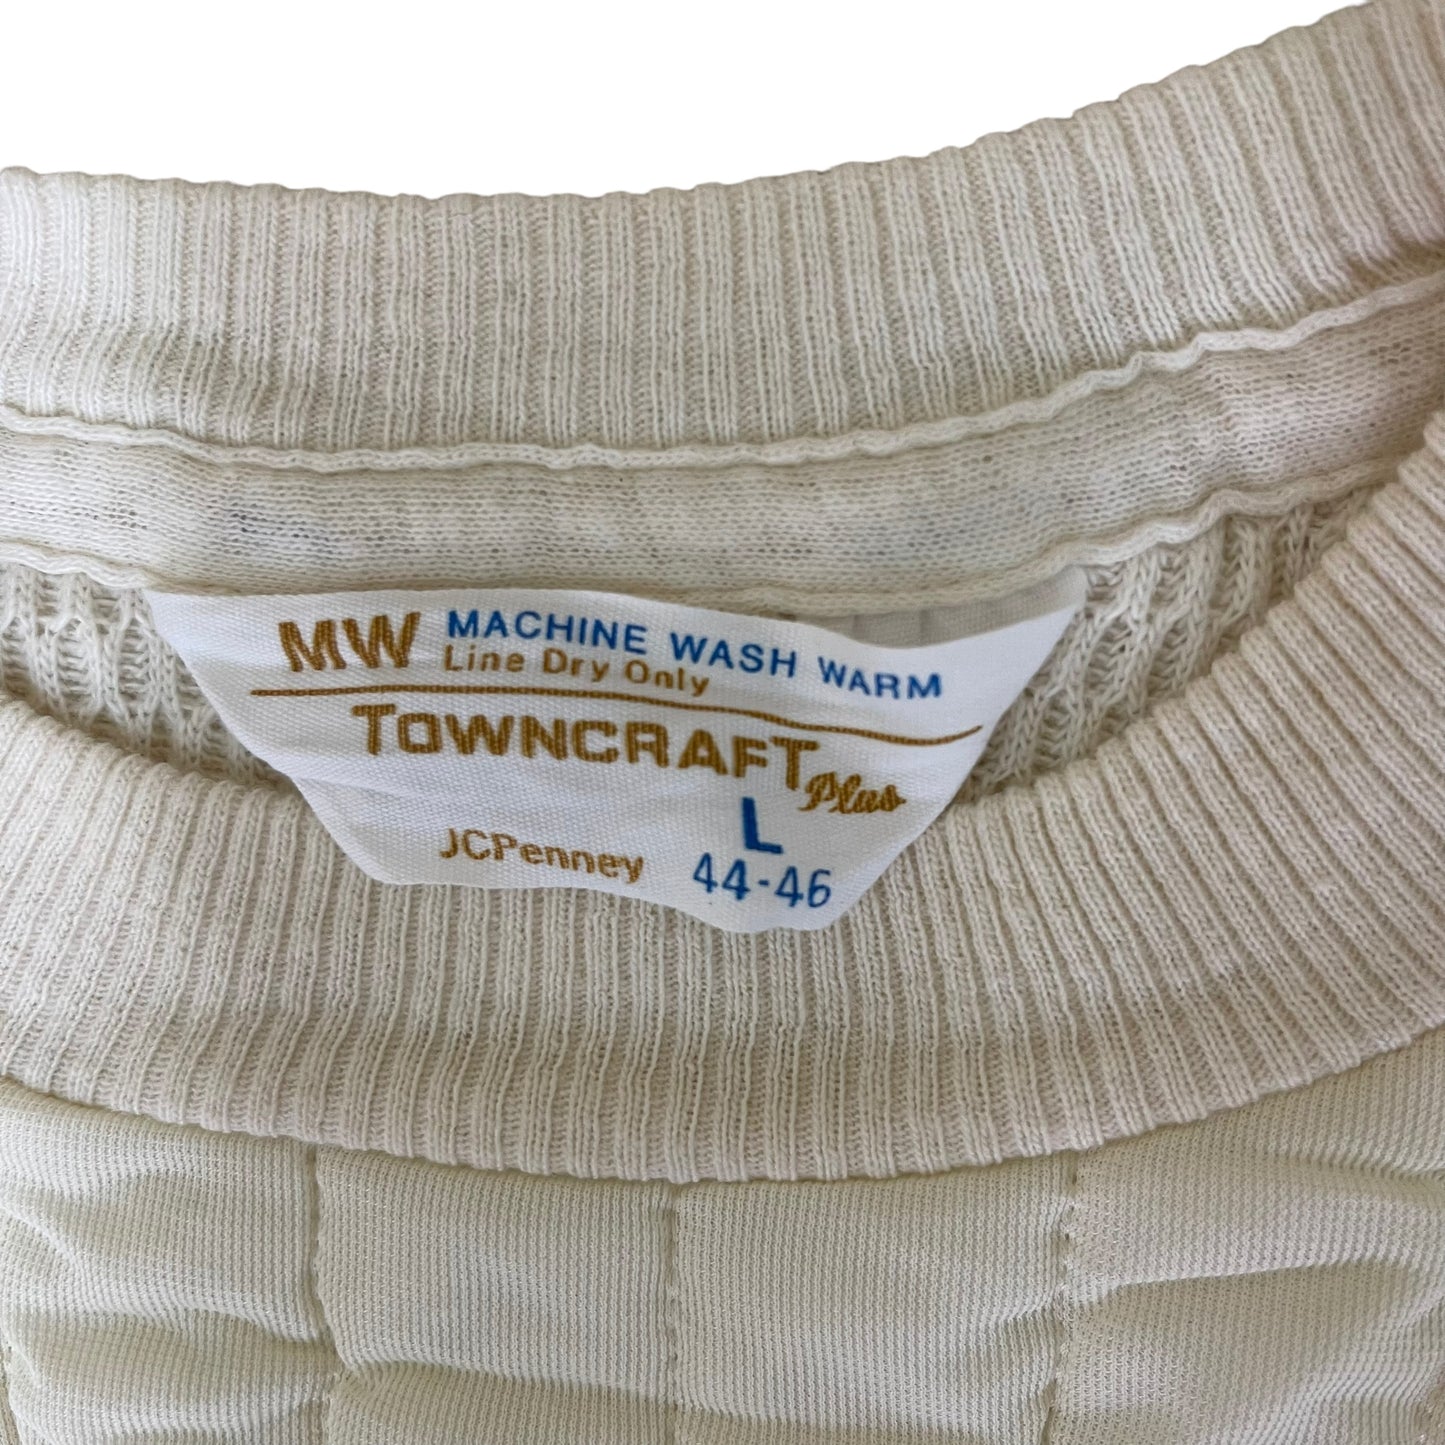 MW MACHINE WASH WARM
Line Dry Only
TOWNCRAFT Plus
L
JCPenney 44-46